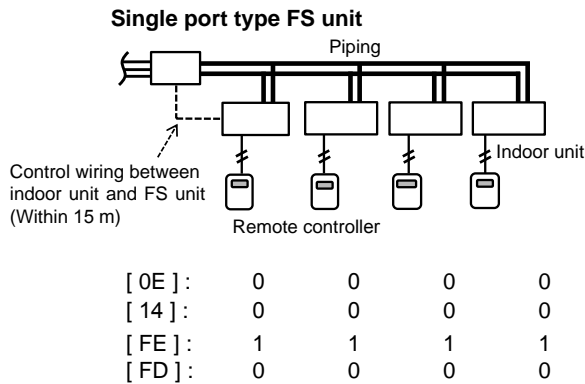 Single port type FS unit
Piping
Indoor unit
Control wiring between
indoor unit and FS unit
(Within 15 m)
Remote controller
[ 0E ] : 0 0 0 0
[ 14 ] : 0 0 0 0
[ FE ] : 1 1 1 1
[ FD ] : 0 0 0 0